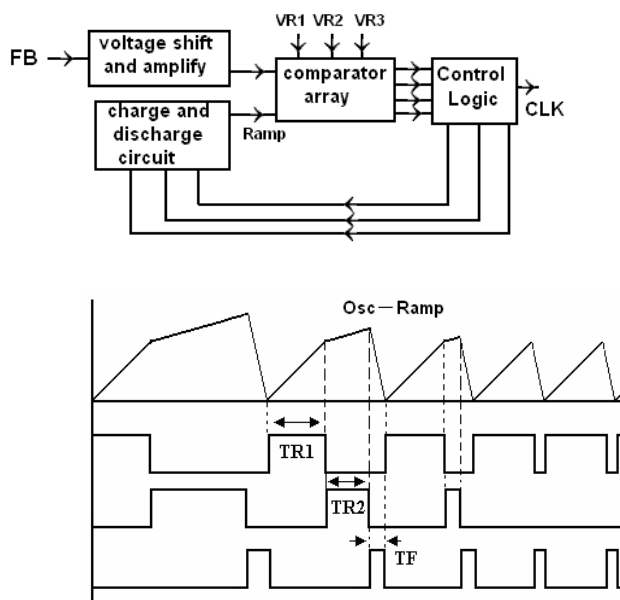 VR1 VR2 VR3
FB
voltage shift
and amplify
comparator
array
Control
Logic
CLK
charge and
discharge
circuit
Ramp
Osc－Ramp
TR1
TR2
TF